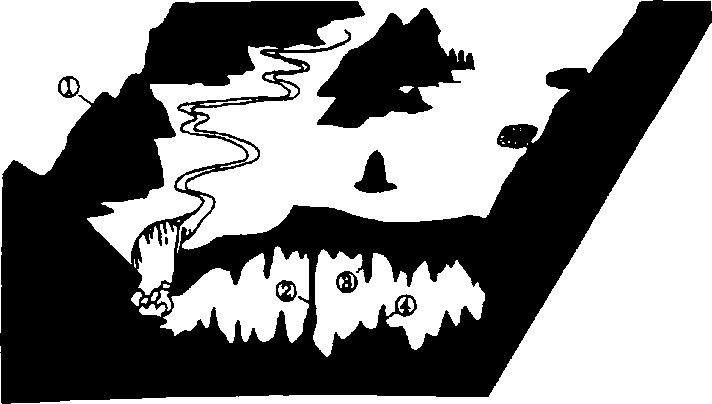 ①
②
③
④